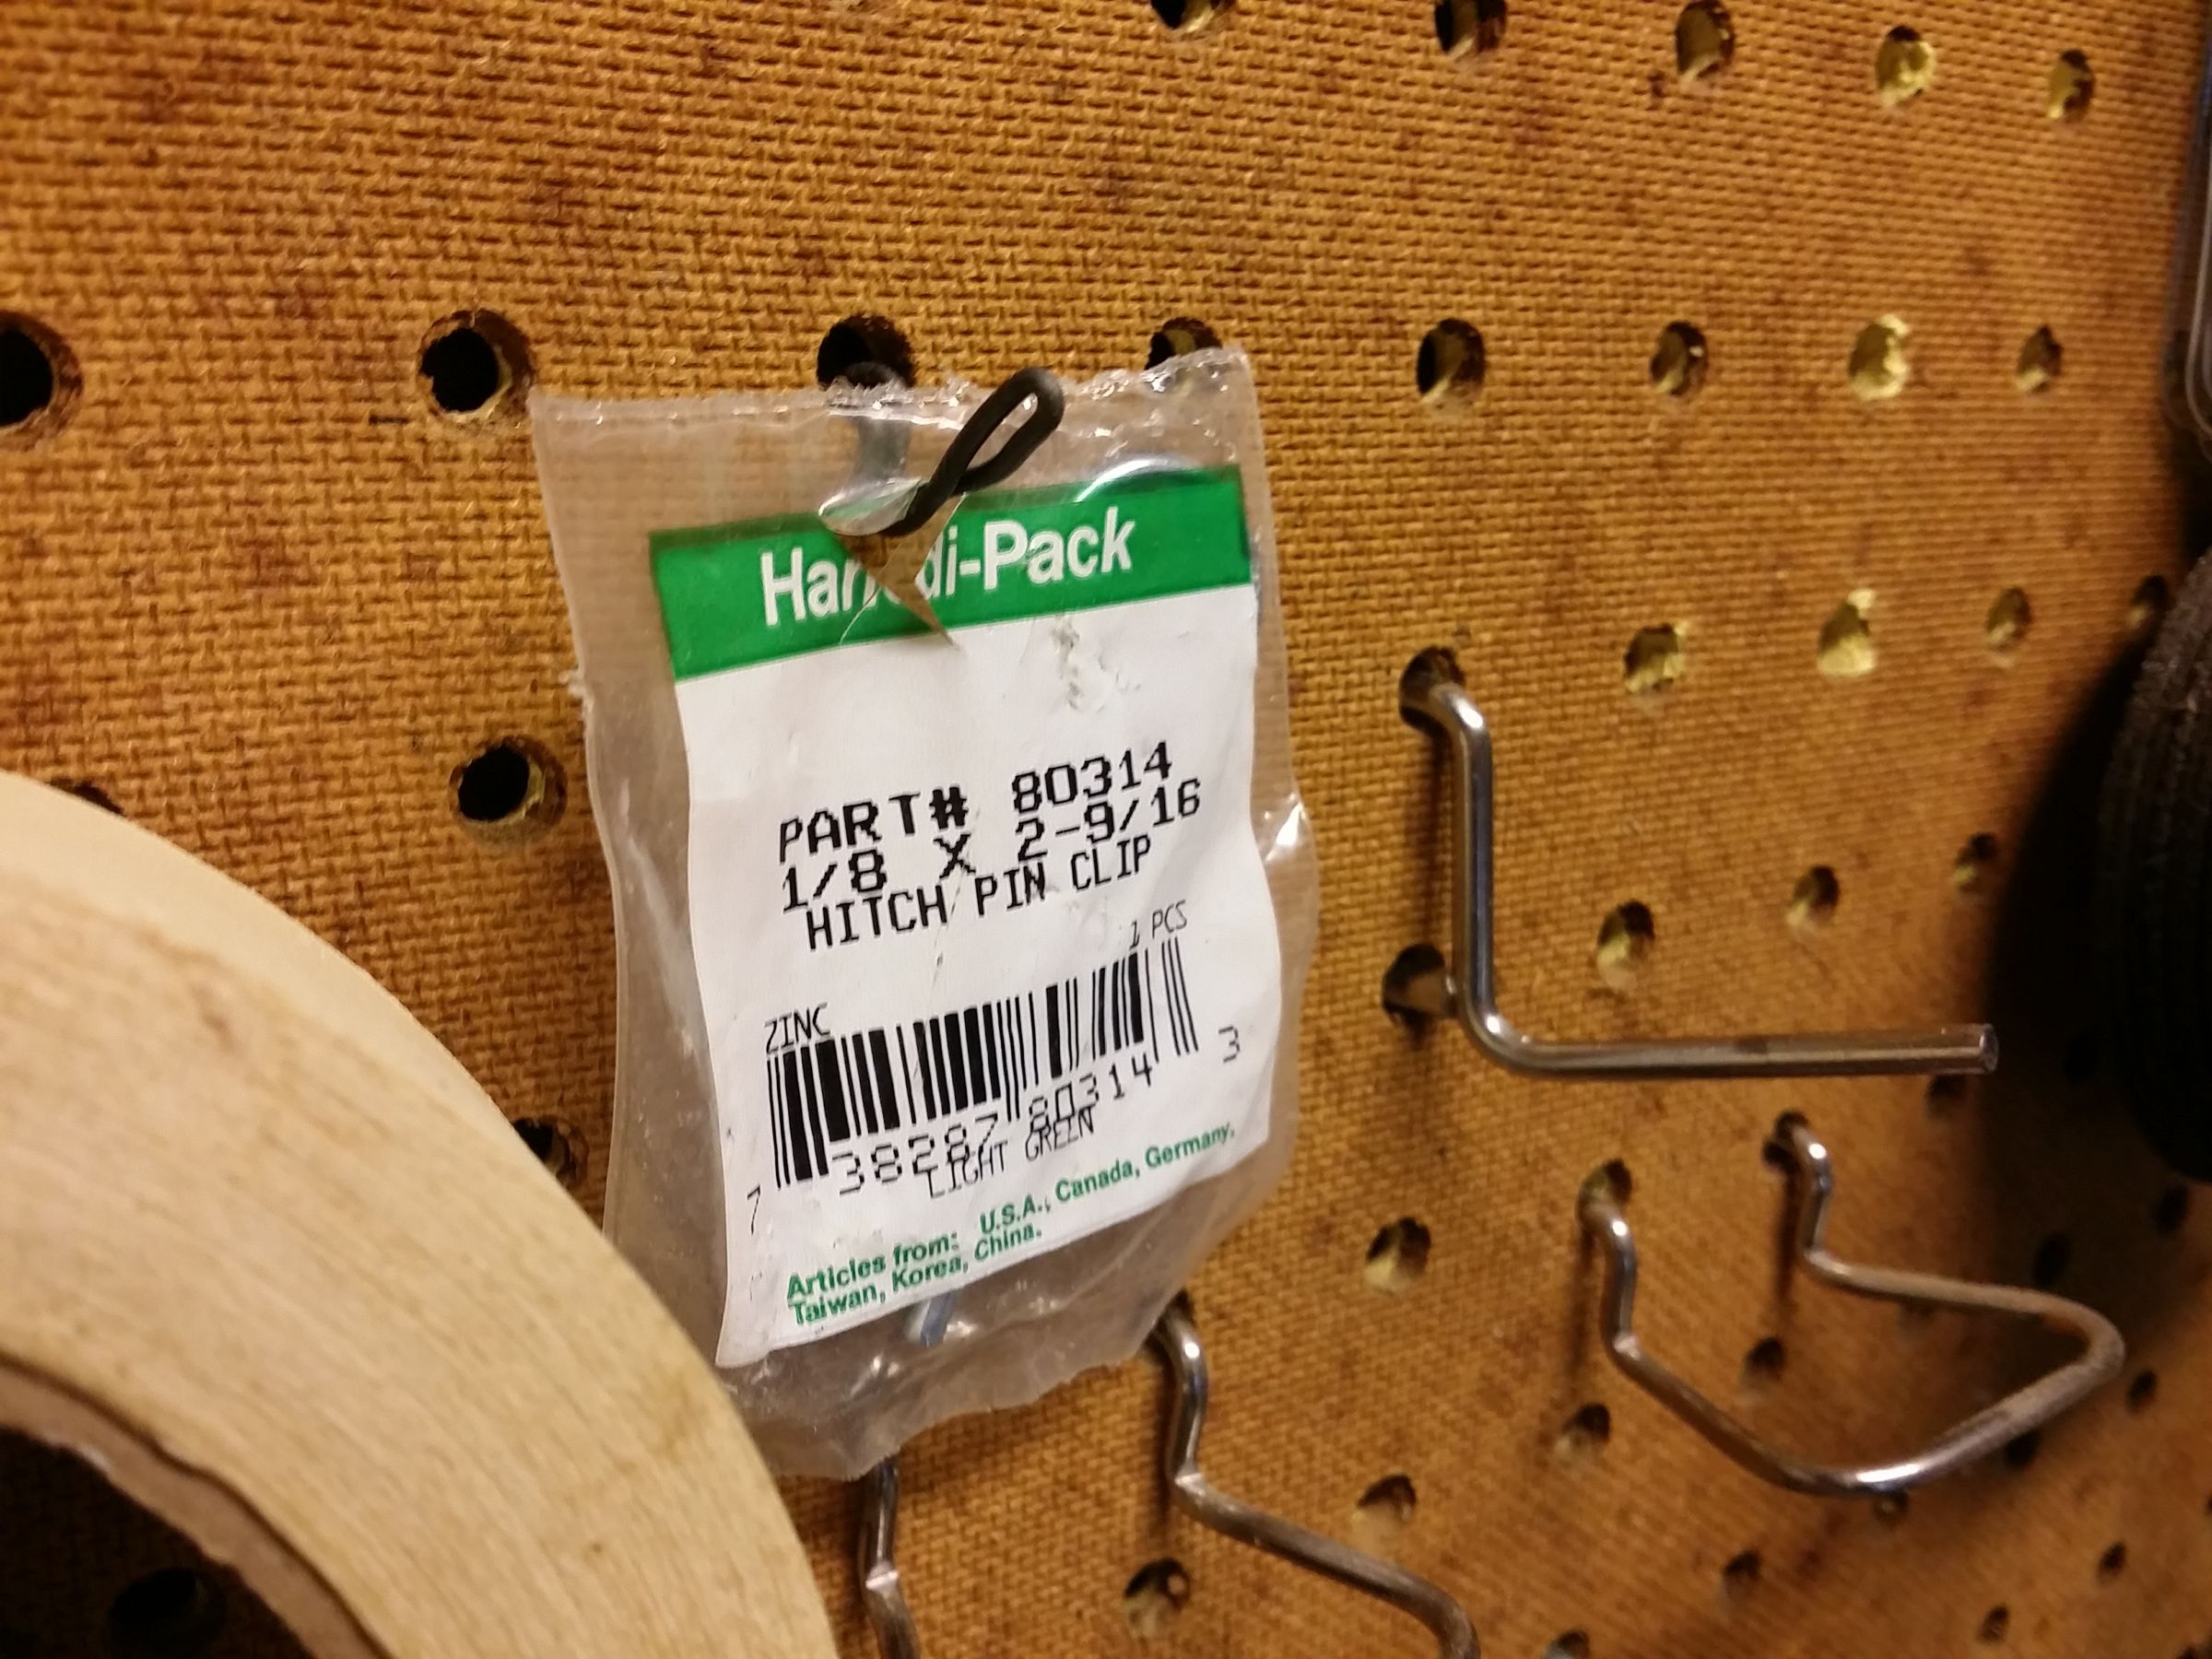 Handi-Pack
PART# 80314
1/8 X 2-9/16
HITCH PIN CLIP
1 PCS
ZINC
7 38287 80314 3
LIGHT GREEN
Articles from: U.S.A., Canada, Germany,
Taiwan, Korea, China.